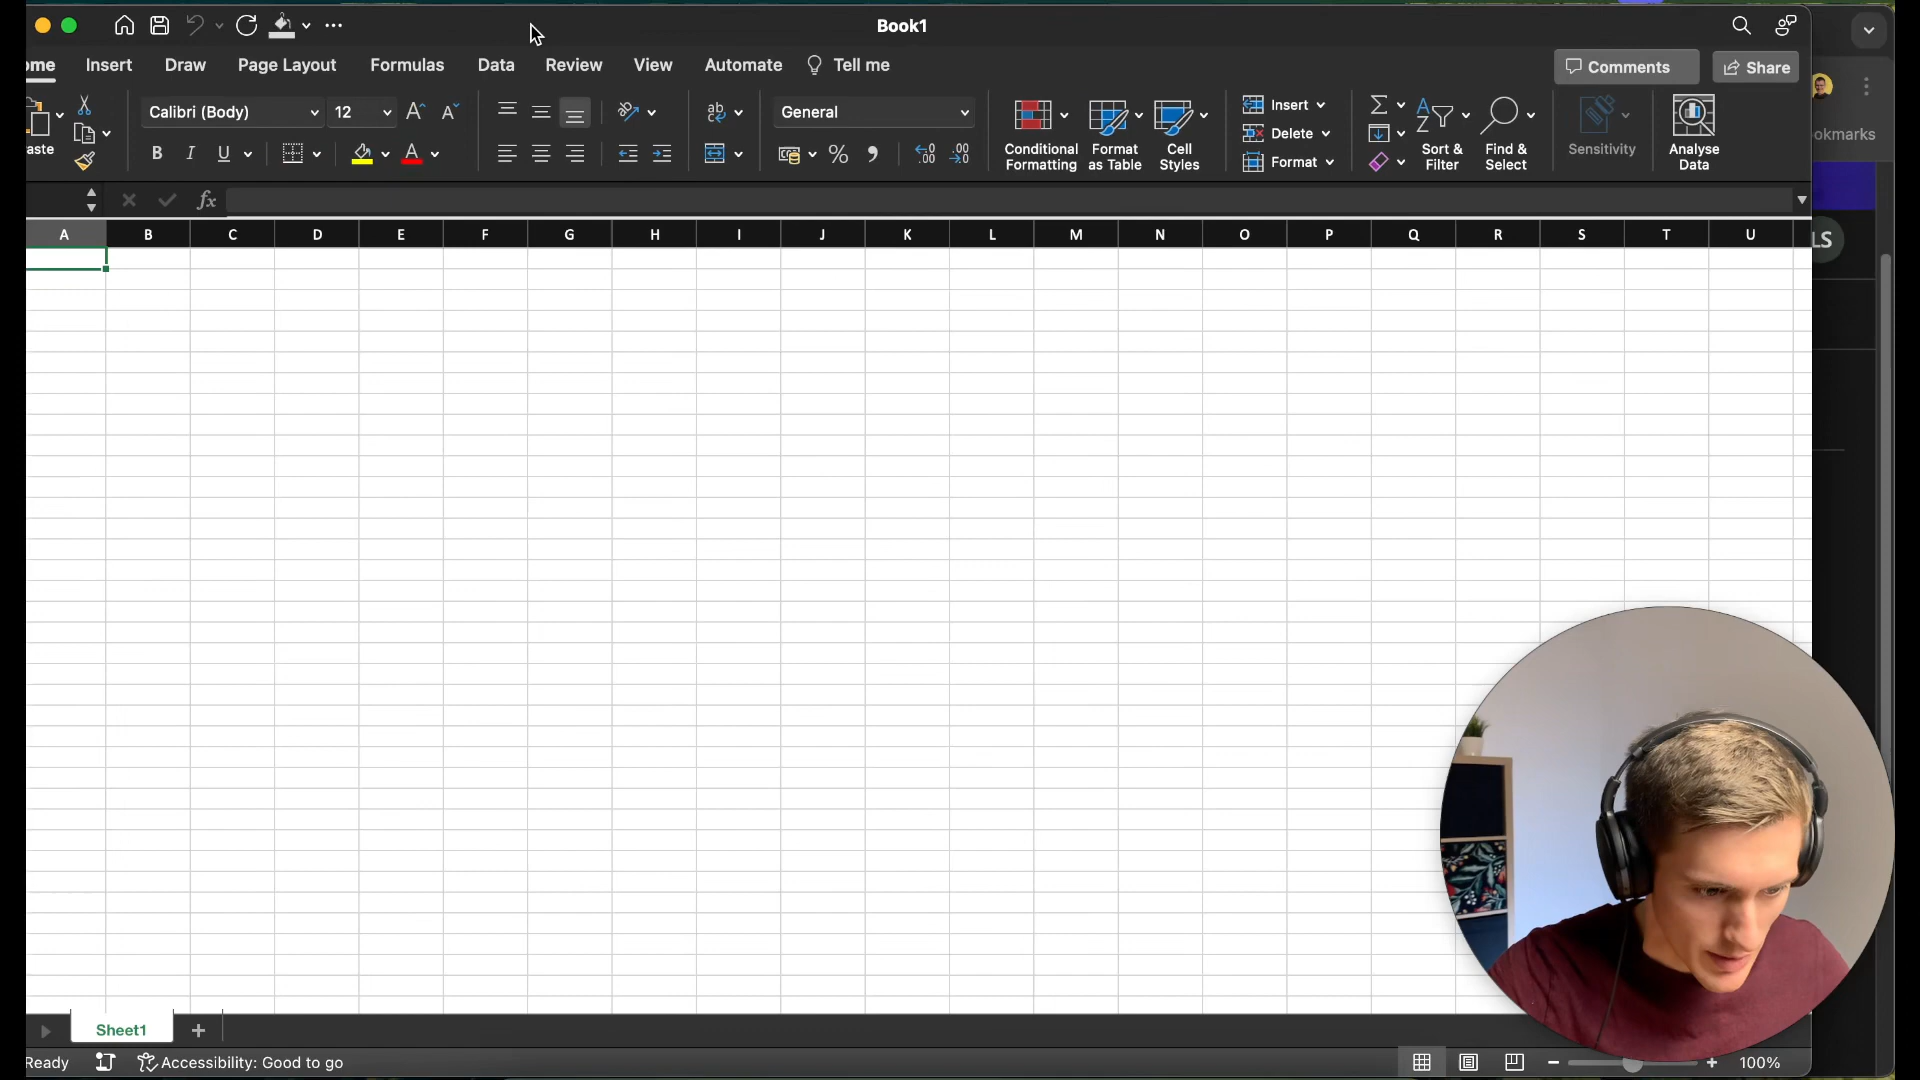 Book1
ome
Insert
Draw
Page Layout
Formulas
Data
Review
View
Automate
Tell me
Comments
Share
aste
Calibri (Body)
12
General
B
I
U
Conditional
Formatting
Format
as Table
Cell
Styles
Insert
Delete
Format
Sort &
Filter
Find &
Select
Sensitivity
Analyse
Data
okmarks
fx
A B C D E F G H I J K L M N O P Q R S T U
LS
Sheet1
Ready
Accessibility: Good to go
100%